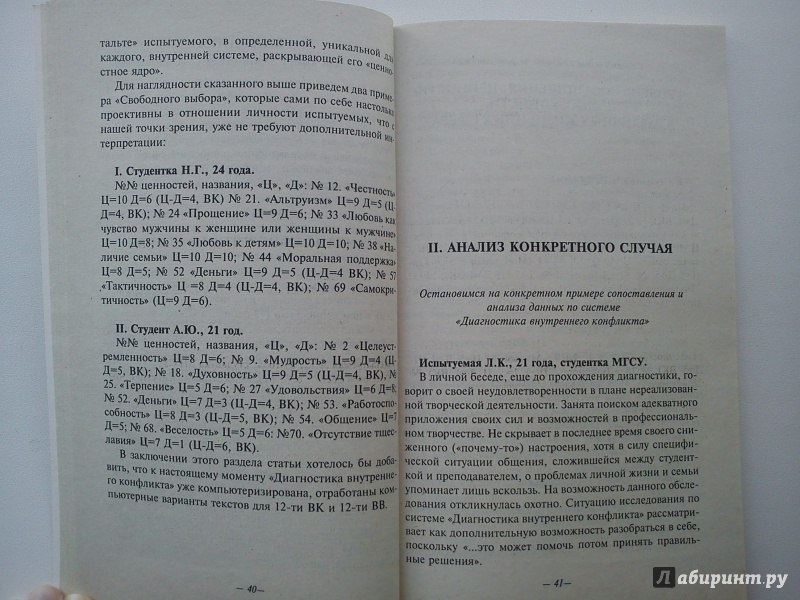 тальте» испытуемого, в определенной, уникальной для
каждого, внутренней системе, раскрывающей его «ценно-
стное ядро».
Для наглядности сказанного выше приведем два приме-
ра «Свободного выбора», которые сами по себе настолько
проективны в отношении личности испытуемых, что с
нашей точки зрения, уже не требуют дополнительной ин-
терпретации:
I. Студентка Н.Г., 24 года.
№№ ценностей, названия, «Ц», «Д»: № 12. «Честность»
Ц=10 Д=6 (Ц-Д=4, ВК) № 21. «Альтруизм» Ц=9 Д=5 (Ц-
Д=4, ВК); № 24 «Прощение» Ц=9 Д=6; № 33 «Любовь как
чувство мужчины к женщине или женщины к мужчине»
Ц=10 Д=8; № 35 «Любовь к детям» Ц=10 Д=10; № 38 «На-
личие семьи» Ц=10 Д=10; № 44 «Моральная поддержка»
Ц=8 Д=5; № 52 «Деньги» Ц=9 Д=5 (Ц-Д=4, ВК); № 57
«Тактичность» Ц =8 Д=4 (Ц-Д=4, ВК); № 69 «Самокри-
тичность» (Ц=9 Д=6).
II. Студент А.Ю., 21 год.
№№ ценностей, названия, «Ц», «Д»: № 2 «Целеуст-
ремленность» Ц=8 Д=6; № 9. «Мудрость» Ц=9 Д=4 (Ц-
Д=5, ВК); № 18. «Духовность» Ц=9 Д=5 (Ц-Д=4, ВК), №
25. «Терпение» Ц=5 Д=6; № 27 «Удовольствия» Ц=6 Д=8;
№ 52. «Деньги» Ц=7 Д=3 (Ц-Д=4, ВК); № 53. «Работоспо-
собность» Ц=8 Д=3 (Ц-Д=5, ВК); № 54. «Общение» Ц=7
Д=5; № 68. «Веселость» Ц=5 Д=6: №70. «Отсутствие тщес-
лавия» Ц=7 Д=1 (Ц-Д=6, ВК).
В заключении этого раздела статьи хотелось бы доба-
вить, что к настоящему моменту «Диагностика внутренне-
го конфликта» уже компьютеризирована, отработаны ком-
пьютерные варианты текстов для 12-ти ВК и 12-ти ВВ.
— 40—
II. АНАЛИЗ КОНКРЕТНОГО СЛУЧАЯ
Остановимся на конкретном примере сопоставления и
анализа данных по системе
«Диагностика внутреннего конфликта»
Испытуемая Л.К., 21 года, студентка МГСУ.
В личной беседе, еще до прохождения диагностики, го-
ворит о своей неудовлетворенности в плане нереализован-
ной творческой деятельности. Занята поиском адекватного
приложения своих сил и возможностей в профессиональ-
ном творчестве. Не скрывает в последнее время своего сни-
женного («почему-то») настроения, хотя в силу специфи-
ческой ситуации общения, сложившейся между студент-
кой и преподавателем, о проблемах личной жизни и семьи
упоминает лишь вскользь. На возможность данного обсле-
дования откликнулась охотно. Ситуацию исследования по
системе «Диагностика внутреннего конфликта» рассматри-
вает как дополнительную возможность разобраться в себе,
поскольку «...это может помочь потом принять правиль-
ные решения».
— 41—
Лабиринт.ру